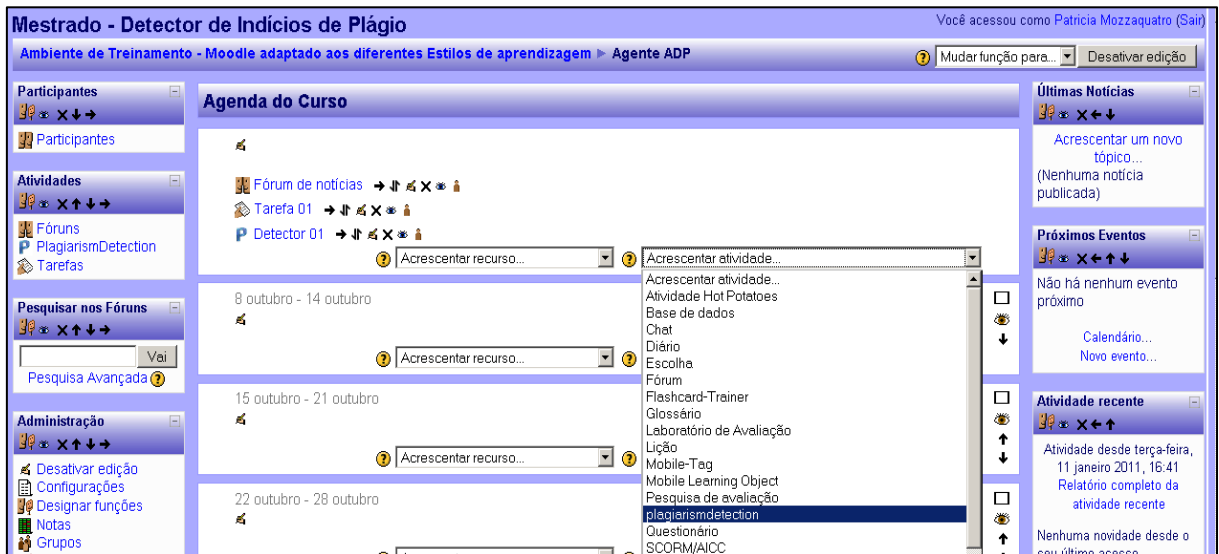 Mestrado - Detector de Indícios de Plágio
Você acessou como Patricia Mozzaquatro (Sair)
Ambiente de Treinamento - Moodle adaptado aos diferentes Estilos de aprendizagem ► Agente ADP
Mudar função para...
Desativar edição
Participantes
Participantes
Atividades
Fóruns
PlagiarismDetection
Tarefas
Pesquisar nos Fóruns
Vai
Pesquisa Avançada
Administração
Desativar edição
Configurações
Designar funções
Notas
Grupos
Agenda do Curso
Fórum de notícias
Tarefa 01
Detector 01
Acrescentar recurso...
Acrescentar atividade...
Acrescentar atividade...
Atividade Hot Potatoes
Base de dados
Chat
Diário
Escolha
Fórum
Flashcard-Trainer
Glossário
Laboratório de Avaliação
Lição
Mobile-Tag
Mobile Learning Object
Pesquisa de avaliação
plagiarismdetection
Questionário
SCORM/AICC
8 outubro - 14 outubro
Acrescentar recurso...
15 outubro - 21 outubro
Acrescentar recurso...
22 outubro - 28 outubro
Últimas Notícias
Acrescentar um novo
tópico...
(Nenhuma notícia
publicada)
Próximos Eventos
Não há nenhum evento
próximo
Calendário...
Novo evento...
Atividade recente
Atividade desde terça-feira,
11 janeiro 2011, 16:41
Relatório completo da
atividade recente
Nenhuma novidade desde o
seu último acesso